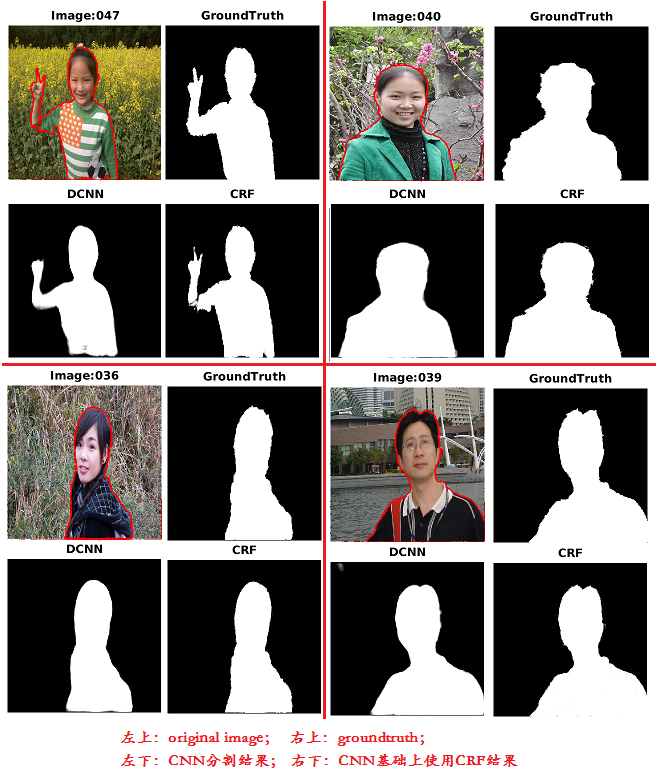 Image:047 GroundTruth Image:040 GroundTruth
DCNN CRF DCNN CRF
Image:036 GroundTruth Image:039 GroundTruth
DCNN CRF DCNN CRF
左上：original image； 右上：groundtruth；
左下：CNN分割结果； 右下：CNN基础上使用CRF结果